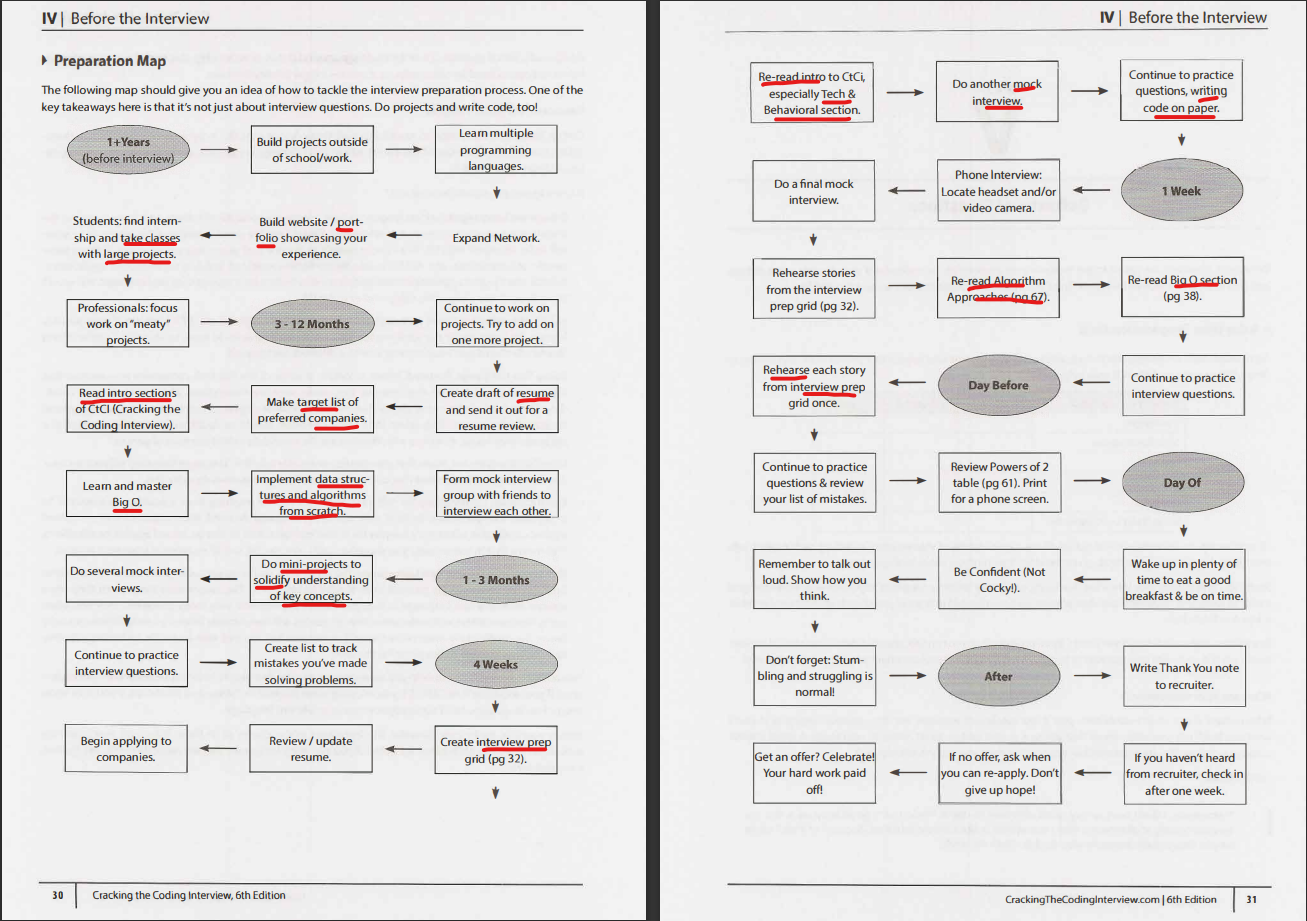 IV | Before the Interview
Preparation Map
The following map should give you an idea of how to tackle the interview preparation process. One of the
key takeaways here is that it's not just about interview questions. Do projects and write code, too!
1+Years
(before interview)
Build projects outside
of school/work.
Learn multiple
programming
languages.
Students: find intern-
ship and take classes
with large projects.
Build website / port-
folio showcasing your
experience.
Expand Network.
Professionals: focus
work on "meaty"
projects.
3 - 12 Months
Continue to work on
projects. Try to add on
one more project.
Read intro sections
of CtCI (Cracking the
Coding Interview).
Make target list of
preferred companies.
Create draft of resume
and send it out for a
resume review.
Learn and master
Big O.
Implement data struc-
tures and algorithms
from scratch.
Form mock interview
group with friends to
interview each other.
Do several mock inter-
views.
Do mini-projects to
solidify understanding
of key concepts.
1 - 3 Months
Continue to practice
interview questions.
Create list to track
mistakes you've made
solving problems.
4 Weeks
Begin applying to
companies.
Review / update
resume.
Create interview prep
grid (pg 32).
30 | Cracking the Coding Interview, 6th Edition
IV | Before the Interview
Re-read intro to CtCi,
especially Tech &
Behavioral section.
Do another mock
interview.
Continue to practice
questions, writing
code on paper.
Do a final mock
interview.
Phone Interview:
Locate headset and/or
video camera.
1 Week
Rehearse stories
from the interview
prep grid (pg 32).
Re-read Algorithm
Approaches (pg 67).
Re-read Big O section
(pg 38).
Rehearse each story
from interview prep
grid once.
Day Before
Continue to practice
interview questions.
Continue to practice
questions & review
your list of mistakes.
Review Powers of 2
table (pg 61). Print
for a phone screen.
Day Of
Remember to talk out
loud. Show how you
think.
Be Confident (Not
Cocky!).
Wake up in plenty of
time to eat a good
breakfast & be on time.
Don't forget: Stum-
bling and struggling is
normal!
After
Write Thank You note
to recruiter.
Get an offer? Celebrate!
Your hard work paid
off!
If no offer, ask when
you can re-apply. Don't
give up hope!
If you haven't heard
from recruiter, check in
after one week.
CrackingTheCodingInterview.com | 6th Edition | 31